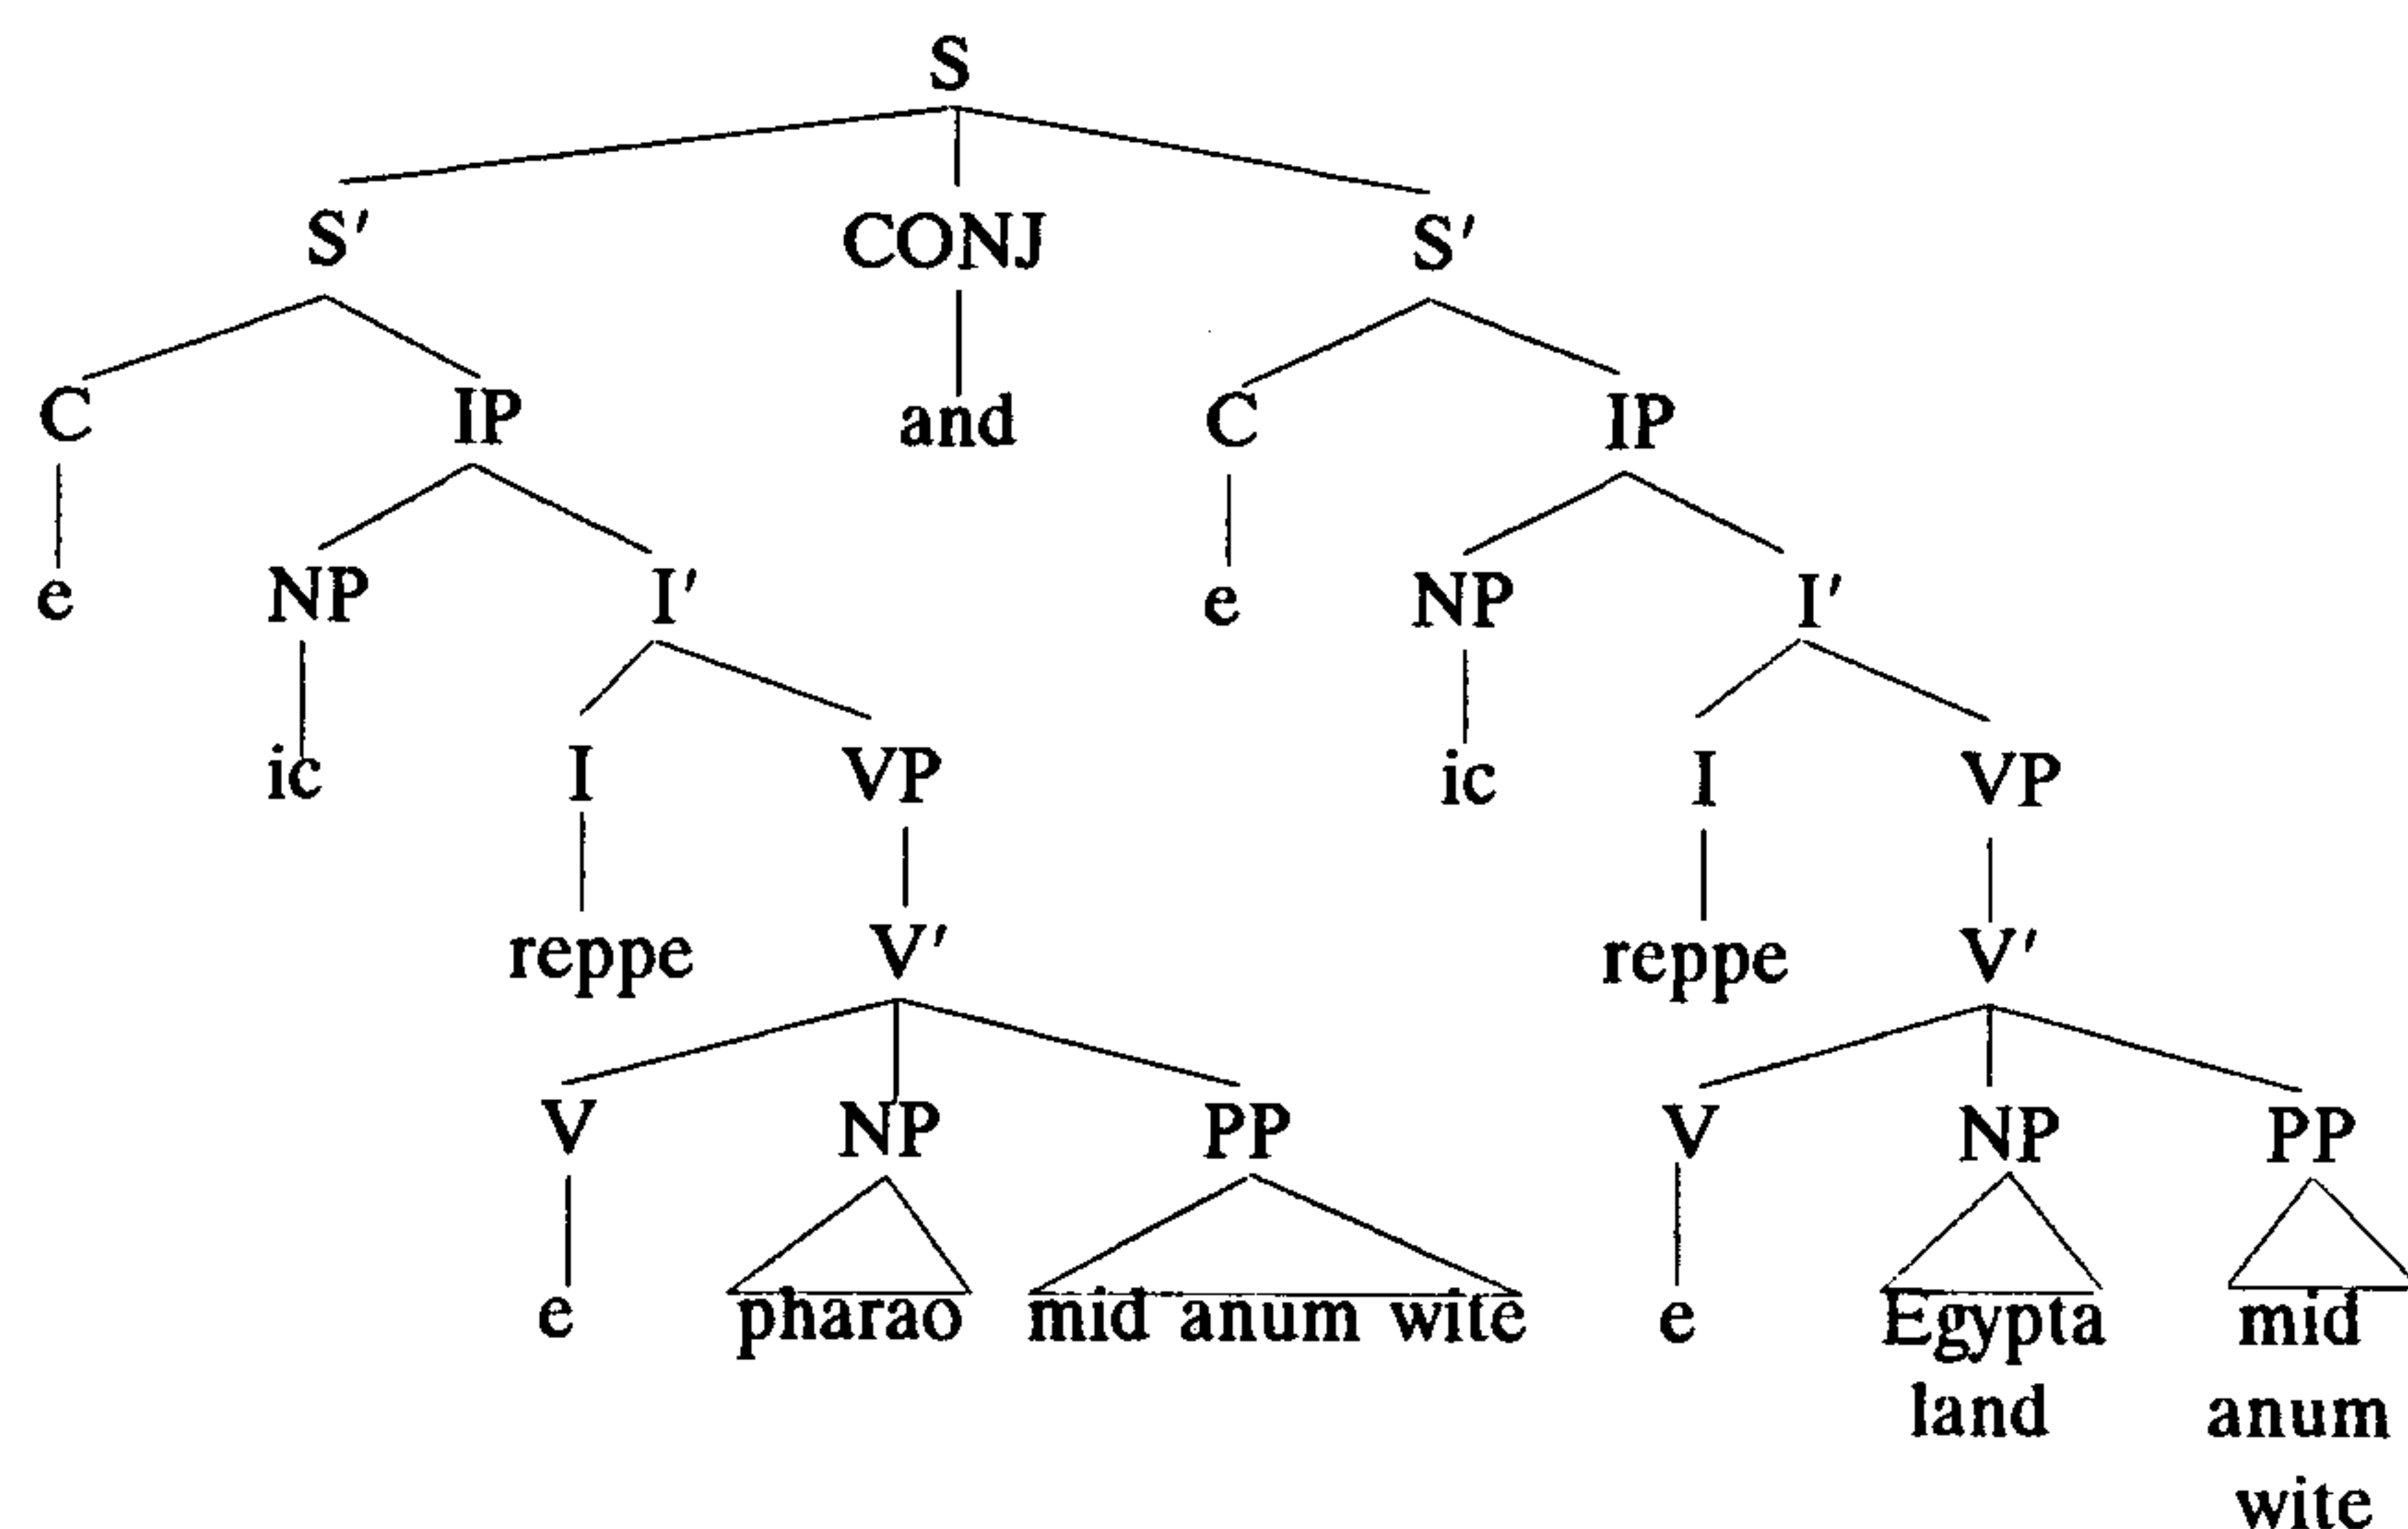 S
S′ CONJ S′
C IP and C IP
e NP I′ e NP I′
ic I VP ic I VP
reppe V′ reppe V′
V NP PP V NP PP
e pharao mid anum wite e Egypta mid
land anum
wite